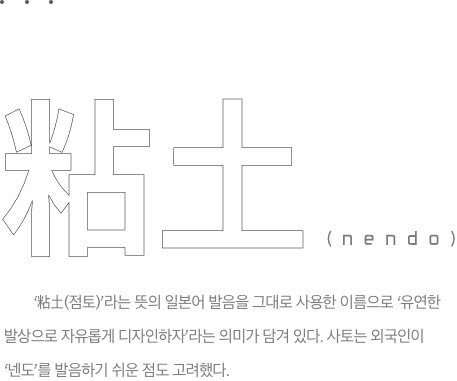 粘土 (nendo)
‘粘土(점토)’라는 뜻의 일본어 발음을 그대로 사용한 이름으로 ‘유연한
발상으로 자유롭게 디자인하자’라는 의미가 담겨 있다. 사토는 외국인이
‘넨도’를 발음하기 쉬운 점도 고려했다.